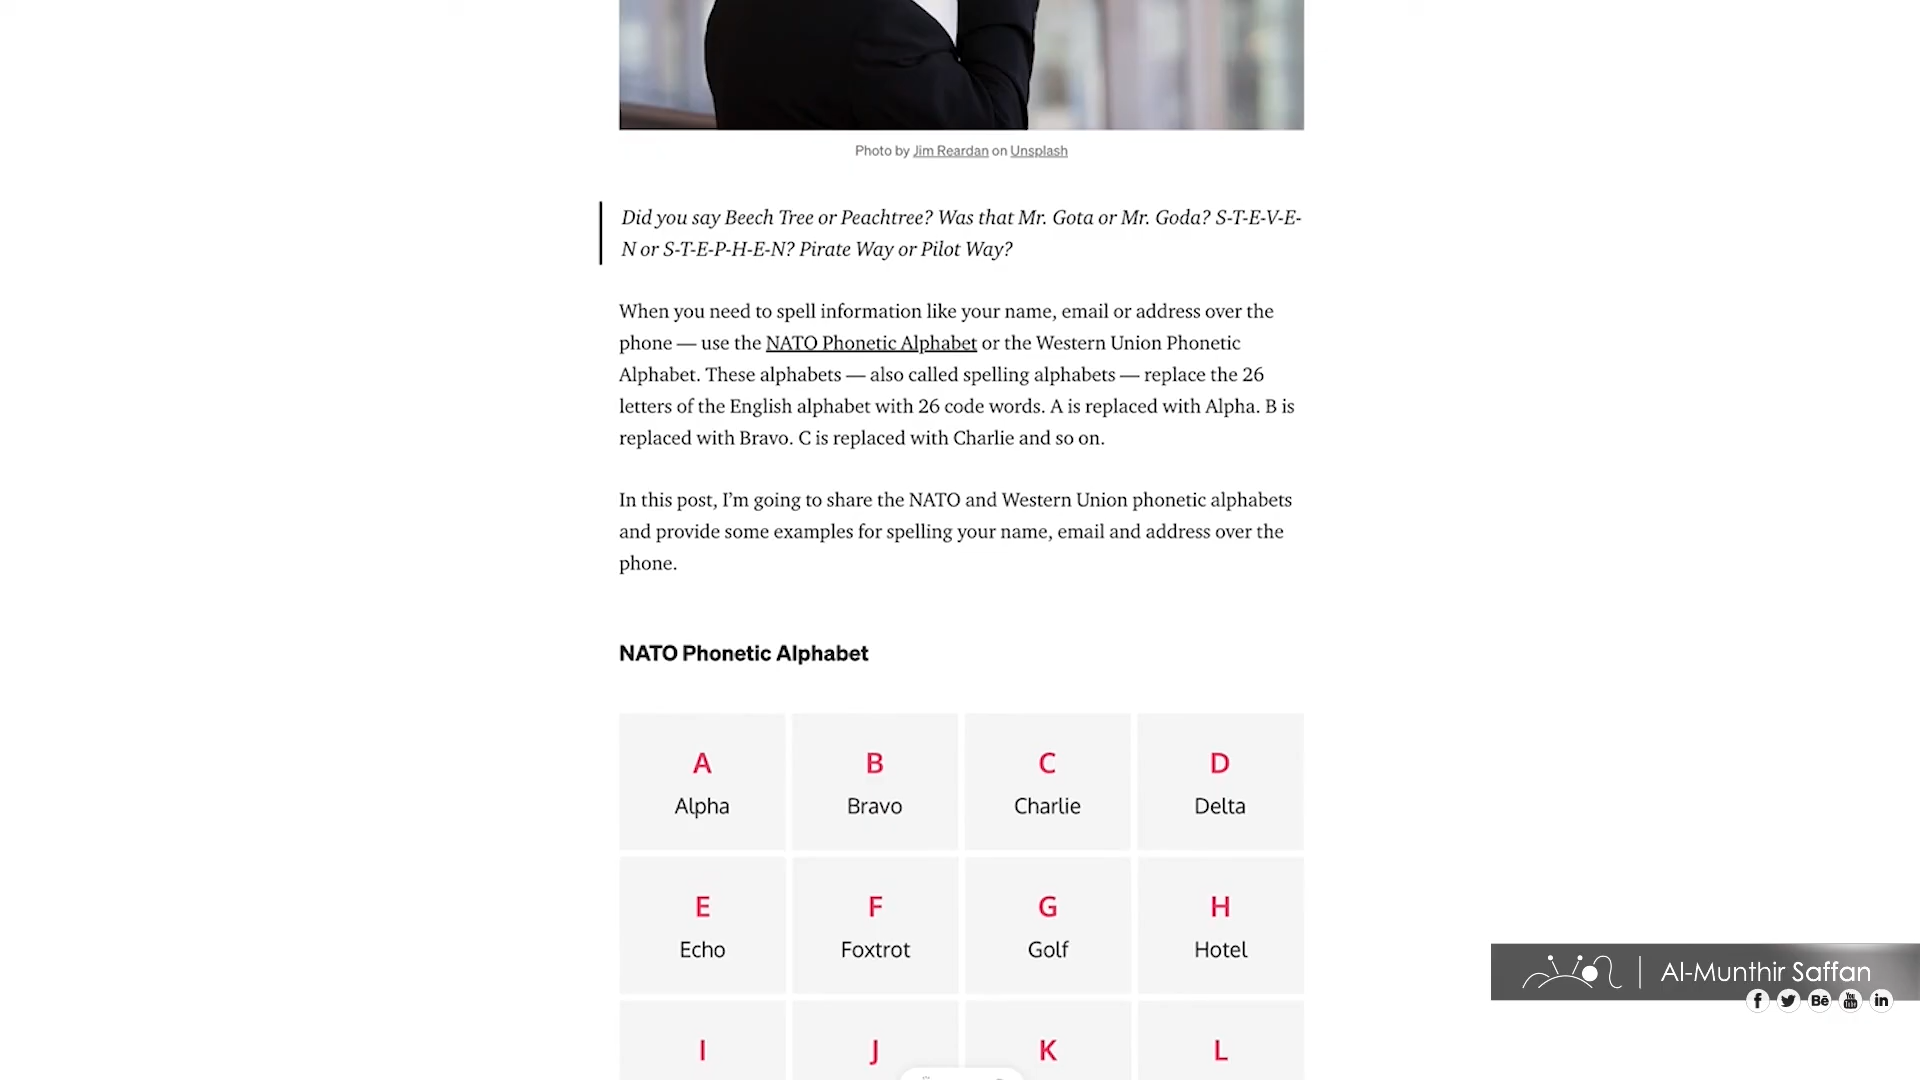 Photo by Jim Reardan on Unsplash
Did you say Beech Tree or Peachtree? Was that Mr. Gota or Mr. Goda? S-T-E-V-E-
N or S-T-E-P-H-E-N? Pirate Way or Pilot Way?
When you need to spell information like your name, email or address over the
phone — use the NATO Phonetic Alphabet or the Western Union Phonetic
Alphabet. These alphabets — also called spelling alphabets — replace the 26
letters of the English alphabet with 26 code words. A is replaced with Alpha. B is
replaced with Bravo. C is replaced with Charlie and so on.
In this post, I’m going to share the NATO and Western Union phonetic alphabets
and provide some examples for spelling your name, email and address over the
phone.
NATO Phonetic Alphabet
A B C D
Alpha Bravo Charlie Delta
E F G H
Echo Foxtrot Golf Hotel
Al-Munthir Saffan
f Bē You Tube in
I J K L